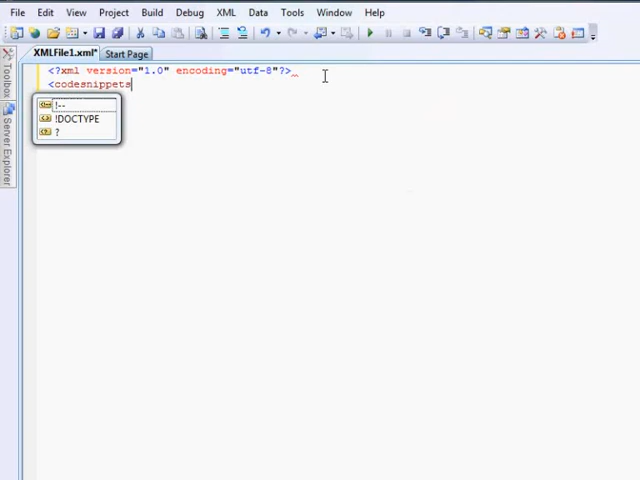 File Edit View Project Build Debug XML Data Tools Window Help
XMLFile1.xml* Start Page
<?xml version="1.0" encoding="utf-8"?>
<codesnippets
!--
!DOCTYPE
?
Toolbox
Server Explorer